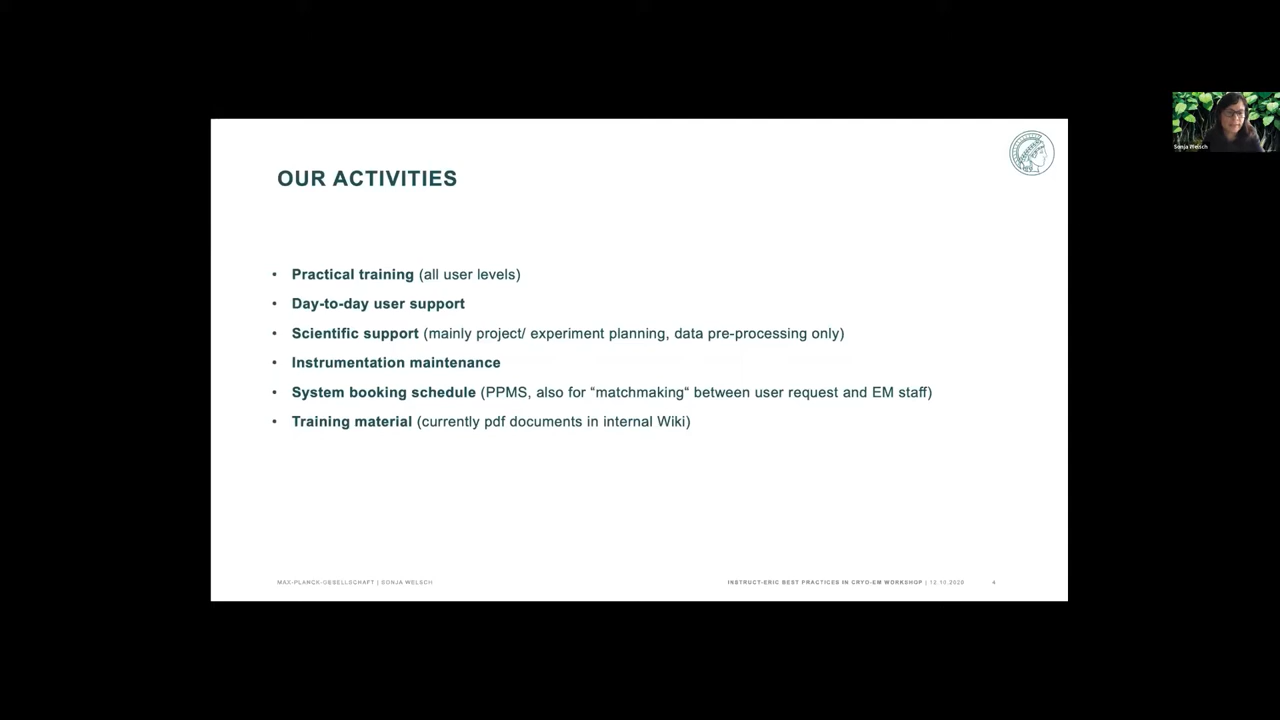 OUR ACTIVITIES
• Practical training (all user levels)
• Day-to-day user support
• Scientific support (mainly project/ experiment planning, data pre-processing only)
• Instrumentation maintenance
• System booking schedule (PPMS, also for “matchmaking“ between user request and EM staff)
• Training material (currently pdf documents in internal Wiki)
MAX-PLANCK-GESELLSCHAFT | SONJA WELSCH
INSTRUCT-ERIC BEST PRACTICES IN CRYO-EM WORKSHOP | 12.10.2020 4
Sonja Welsch